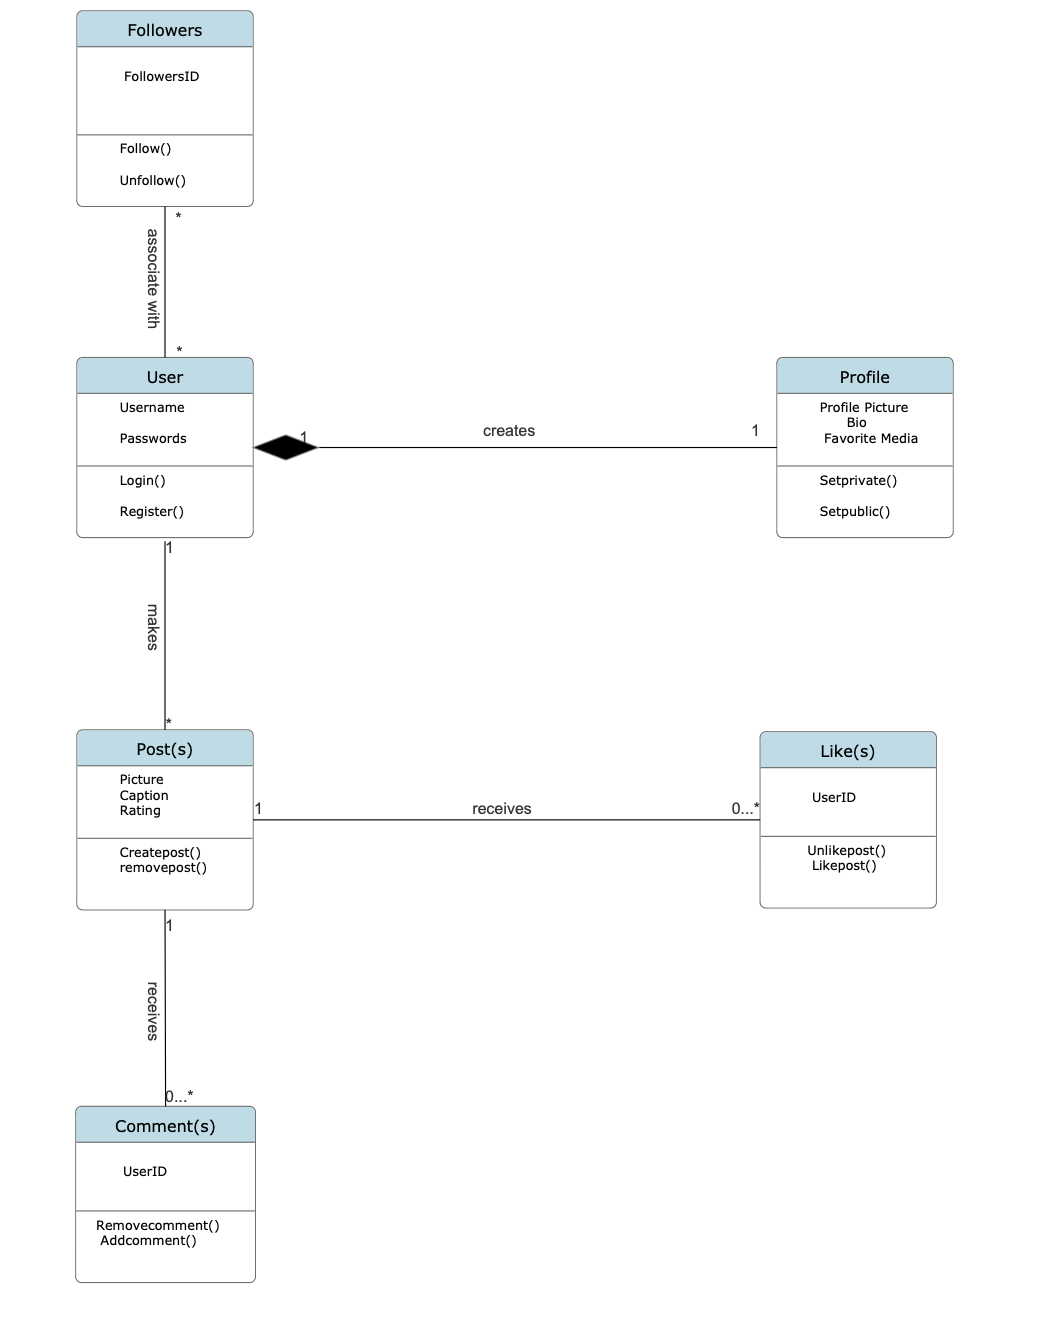 Followers
FollowersID
Follow()
Unfollow()
*
associate with
*
User
Username
Passwords
Login()
Register()
1
creates
1
Profile
Profile Picture
Bio
Favorite Media
Setprivate()
Setpublic()
1
makes
*
Post(s)
Picture
Caption
Rating
Createpost()
removepost()
1
receives
0...*
Like(s)
UserID
Unlikepost()
Likepost()
1
receives
0...*
Comment(s)
UserID
Removecomment()
Addcomment()